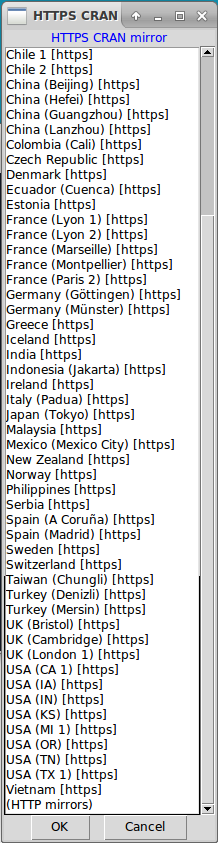 HTTPS CRAN
HTTPS CRAN mirror
Chile 1 [https]
Chile 2 [https]
China (Beijing) [https]
China (Hefei) [https]
China (Guangzhou) [https]
China (Lanzhou) [https]
Colombia (Cali) [https]
Czech Republic [https]
Denmark [https]
Ecuador (Cuenca) [https]
Estonia [https]
France (Lyon 1) [https]
France (Lyon 2) [https]
France (Marseille) [https]
France (Montpellier) [https]
France (Paris 2) [https]
Germany (Göttingen) [https]
Germany (Münster) [https]
Greece [https]
Iceland [https]
India [https]
Indonesia (Jakarta) [https]
Ireland [https]
Italy (Padua) [https]
Japan (Tokyo) [https]
Malaysia [https]
Mexico (Mexico City) [https]
New Zealand [https]
Norway [https]
Philippines [https]
Serbia [https]
Spain (A Coruña) [https]
Spain (Madrid) [https]
Sweden [https]
Switzerland [https]
Taiwan (Chungli) [https]
Turkey (Denizli) [https]
Turkey (Mersin) [https]
UK (Bristol) [https]
UK (Cambridge) [https]
UK (London 1) [https]
USA (CA 1) [https]
USA (IA) [https]
USA (IN) [https]
USA (KS) [https]
USA (MI 1) [https]
USA (OR) [https]
USA (TN) [https]
USA (TX 1) [https]
Vietnam [https]
(HTTP mirrors)
OK Cancel